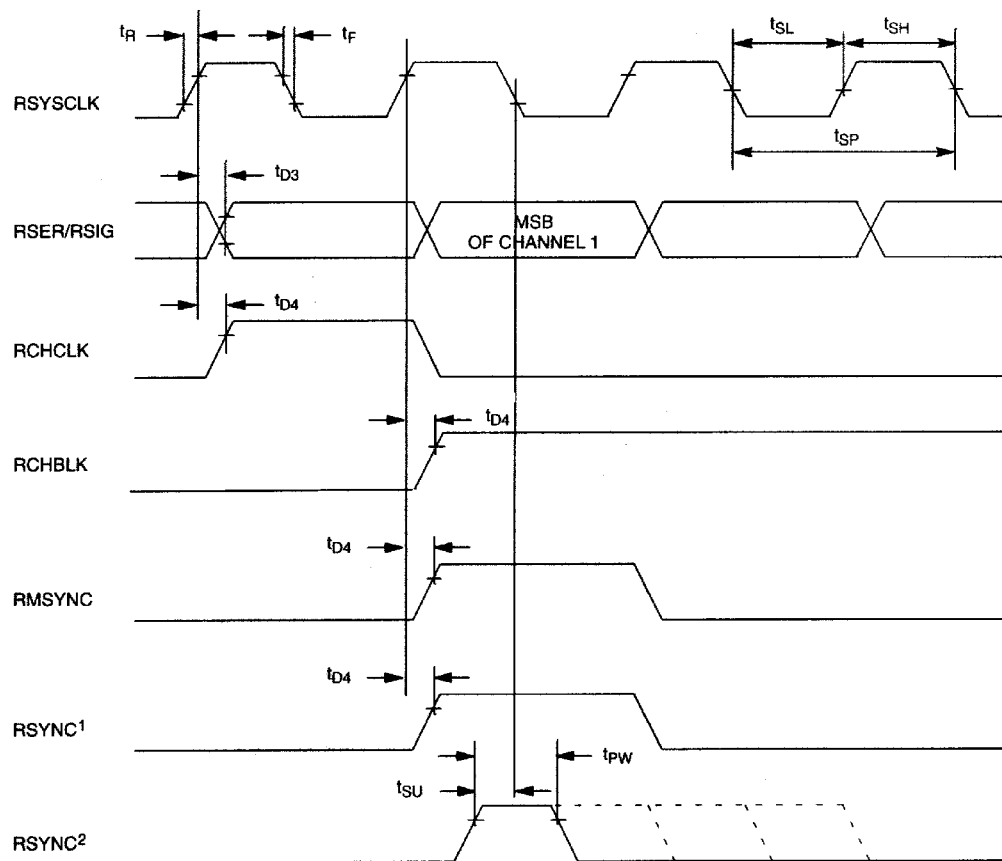 tR tF tSL tSH
RSYSCLK
tSP
tD3
RSER/RSIG MSB
OF CHANNEL 1
tD4
RCHCLK
tD4
RCHBLK
tD4
RMSYNC
tD4
RSYNC1
tPW
tSU
RSYNC2